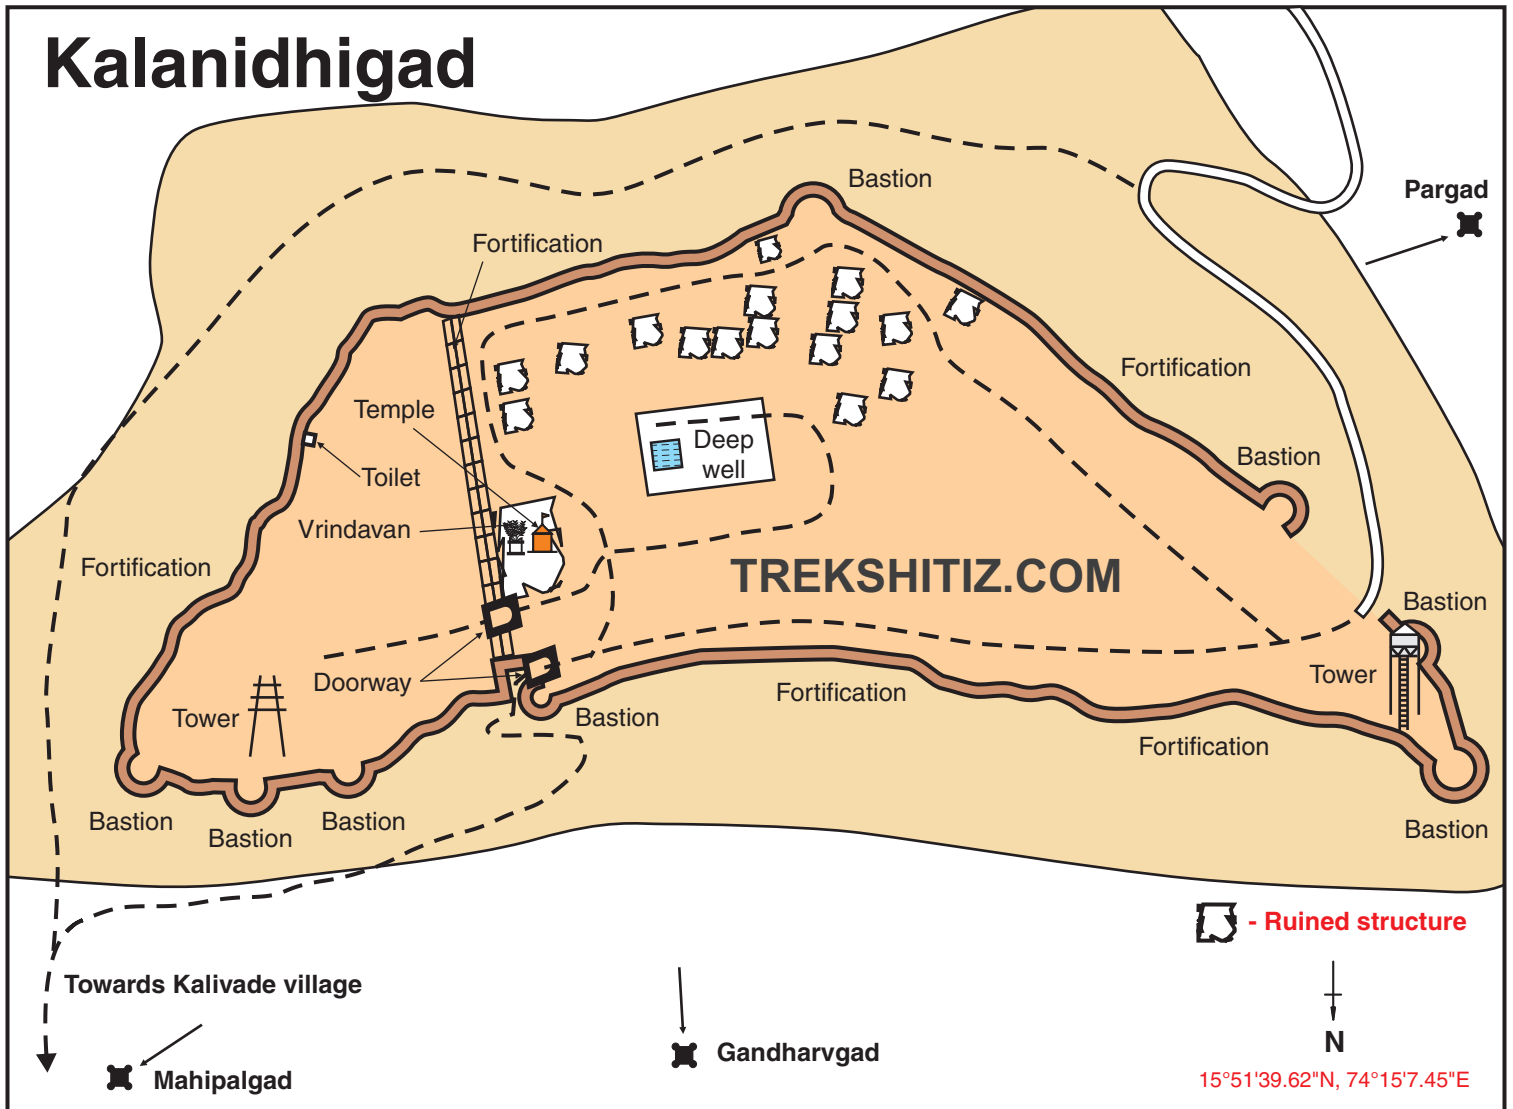 Kalanidhigad
Bastion
Pargad
Fortification
Fortification
Temple
Deep
well
Bastion
Toilet
Vrindavan
Fortification
TREKSHITIZ.COM
Bastion
Doorway
Tower
Tower
Fortification
Bastion
Fortification
Bastion
Bastion
Bastion
Bastion
- Ruined structure
Towards Kalivade village
N
Gandharvgad
Mahipalgad
15°51'39.62"N, 74°15'7.45"E